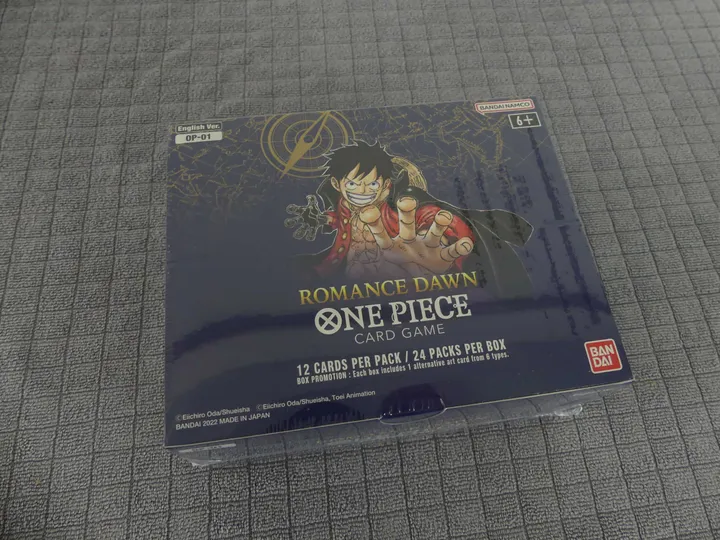 BANDAI NAMCO
English Ver.
OP-01
6+
ROMANCE DAWN
ONE PIECE
CARD GAME
12 CARDS PER PACK / 24 PACKS PER BOX
BOX PROMOTION : Each box includes 1 alternative art card from 6 types.
BAN
DAI
©Eiichiro Oda/Shueisha ©Eiichiro Oda/Shueisha, Toei Animation
BANDAI 2022 MADE IN JAPAN